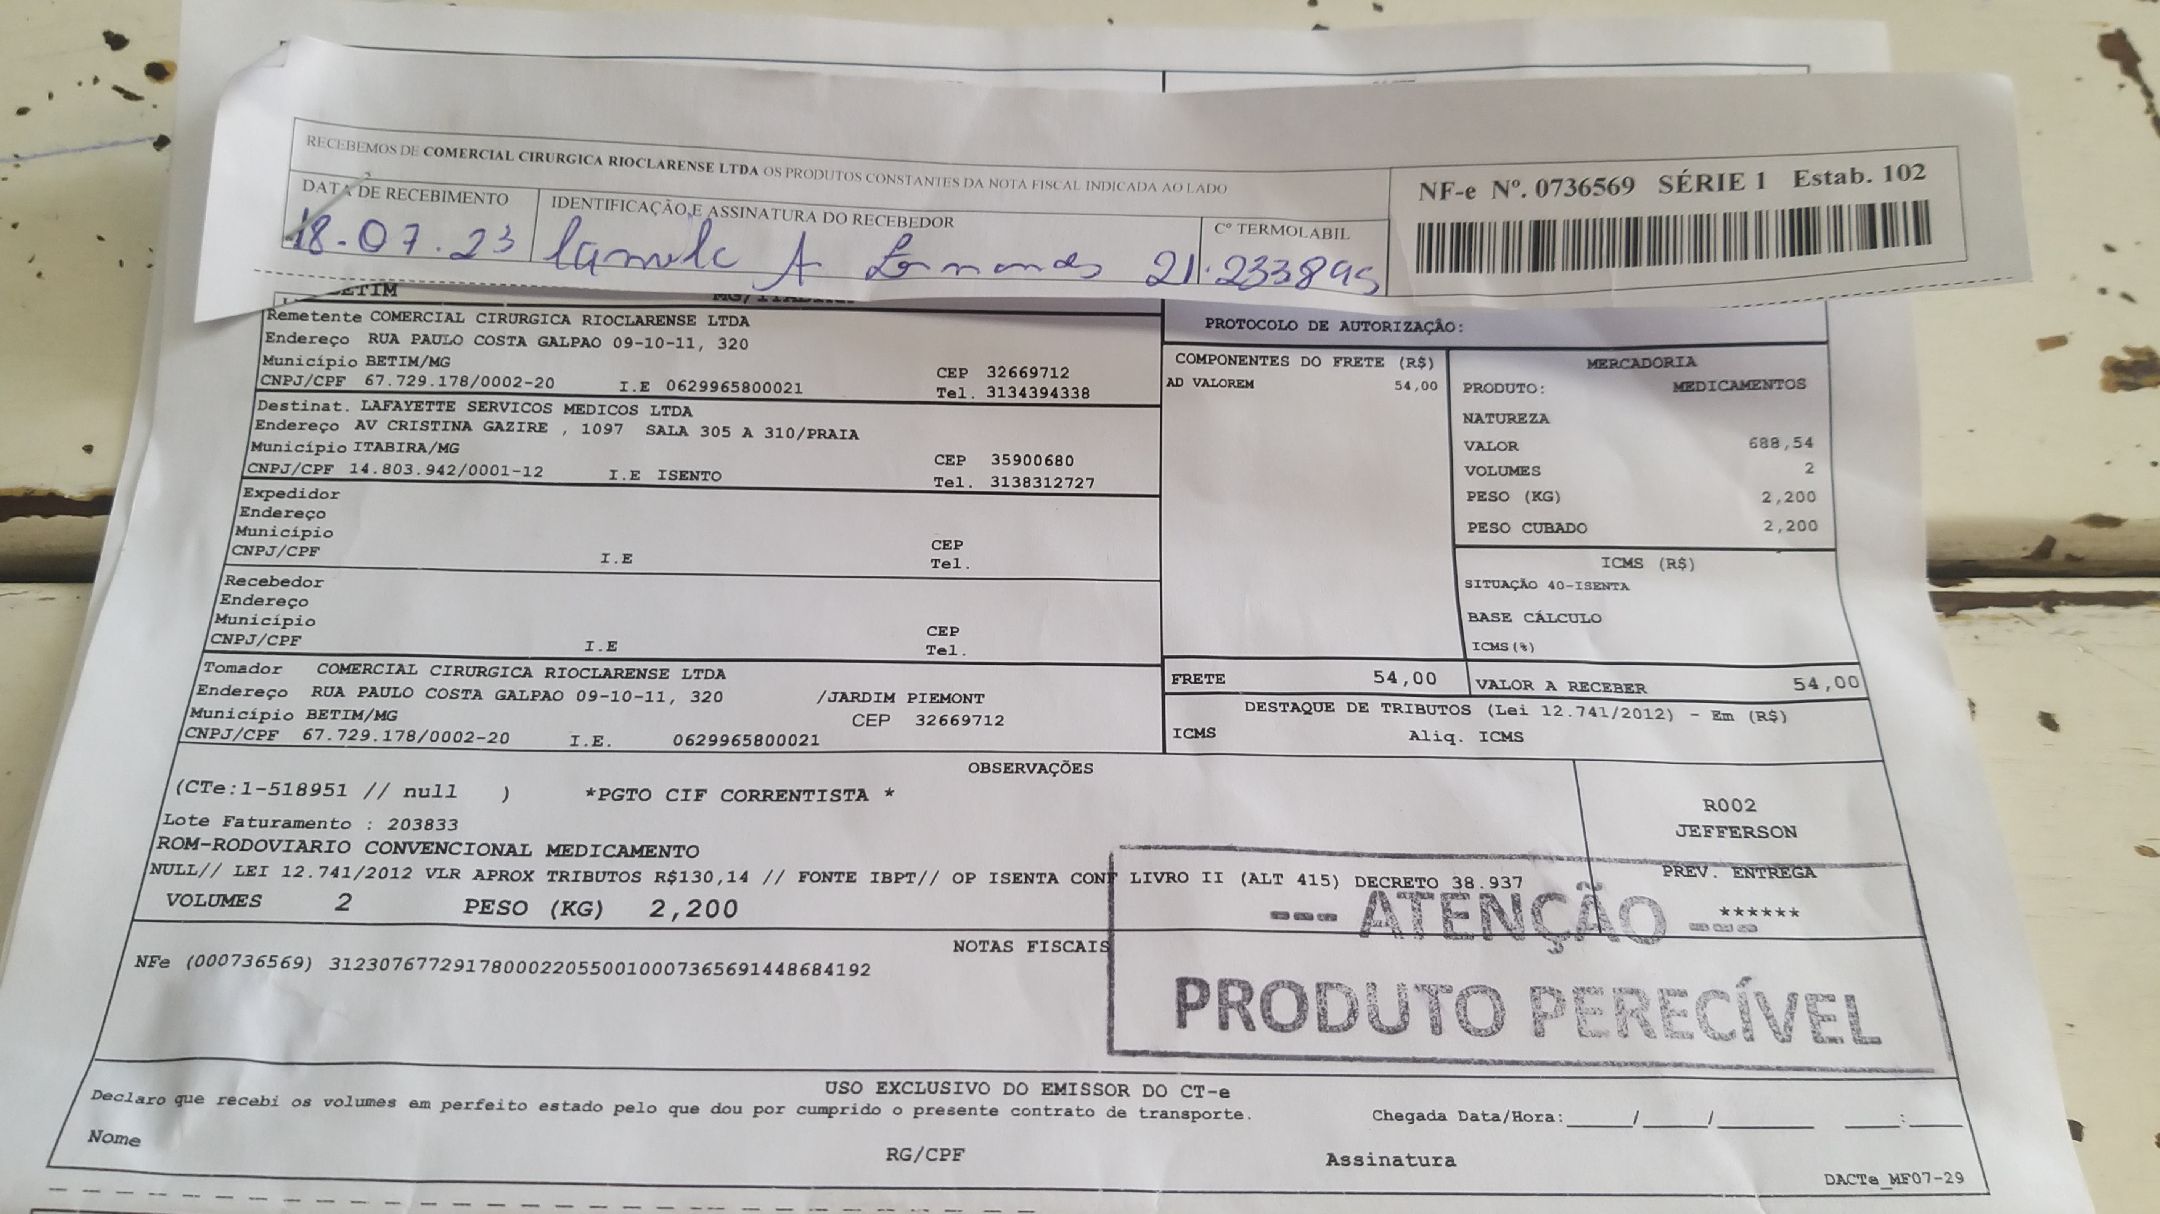 RECEBEMOS DE COMERCIAL CIRURGICA RIOCLARENSE LTDA OS PRODUTOS CONSTANTES DA NOTA FISCAL INDICADA AO LADO
DATA DE RECEBIMENTO
18.07.23
IDENTIFICAÇÃO E ASSINATURA DO RECEBEDOR
A
21.233895
Cº TERMOLABIL
NF-e Nº. 0736569 SÉRIE 1 Estab. 102
ETIM
Remetente COMERCIAL CIRURGICA RIOCLARENSE LTDA
Endereço RUA PAULO COSTA GALPAO 09-10-11, 320
Município BETIM/MG CEP 32669712
CNPJ/CPF 67.729.178/0002-20 I.E 0629965800021 Tel. 3134394338
Destinat. LAFAYETTE SERVICOS MEDICOS LTDA
Endereço AV CRISTINA GAZIRE , 1097 SALA 305 A 310/PRAIA
Município ITABIRA/MG CEP 35900680
CNPJ/CPF 14.803.942/0001-12 I.E ISENTO Tel. 3138312727
Expedidor
Endereço
Município CEP
CNPJ/CPF I.E Tel.
Recebedor
Endereço
Município CEP
CNPJ/CPF I.E Tel.
Tomador COMERCIAL CIRURGICA RIOCLARENSE LTDA
Endereço RUA PAULO COSTA GALPAO 09-10-11, 320 /JARDIM PIEMONT
Município BETIM/MG CEP 32669712
CNPJ/CPF 67.729.178/0002-20 I.E. 0629965800021
PROTOCOLO DE AUTORIZAÇÃO:
COMPONENTES DO FRETE (R$)
AD VALOREM 54,00
MERCADORIA
PRODUTO: MEDICAMENTOS
NATUREZA
VALOR 688,54
VOLUMES 2
PESO (KG) 2,200
PESO CUBADO 2,200
ICMS (R$)
SITUAÇÃO 40-ISENTA
BASE CÁLCULO
ICMS(%)
FRETE 54,00 VALOR A RECEBER 54,00
DESTAQUE DE TRIBUTOS (Lei 12.741/2012) - Em (R$)
ICMS Aliq. ICMS
OBSERVAÇÕES
(CTe:1-518951 // null ) *PGTO CIF CORRENTISTA *
Lote Faturamento : 203833
ROM-RODOVIARIO CONVENCIONAL MEDICAMENTO
NULL// LEI 12.741/2012 VLR APROX TRIBUTOS R$130,14 // FONTE IBPT// OP ISENTA CONF LIVRO II (ALT 415) DECRETO 38.937
VOLUMES 2 PESO (KG) 2,200
R002
JEFFERSON
PREV. ENTREGA
******
--- ATENÇÃO ---
PRODUTO PERECÍVEL
NOTAS FISCAIS
NFe (000736569) 31230767729178000220550010007365691448684192
USO EXCLUSIVO DO EMISSOR DO CT-e
Declaro que recebi os volumes em perfeito estado pelo que dou por cumprido o presente contrato de transporte.
Chegada Data/Hora:_____/_____/_______ ____:____
Nome RG/CPF Assinatura
DACTe_MF07-29